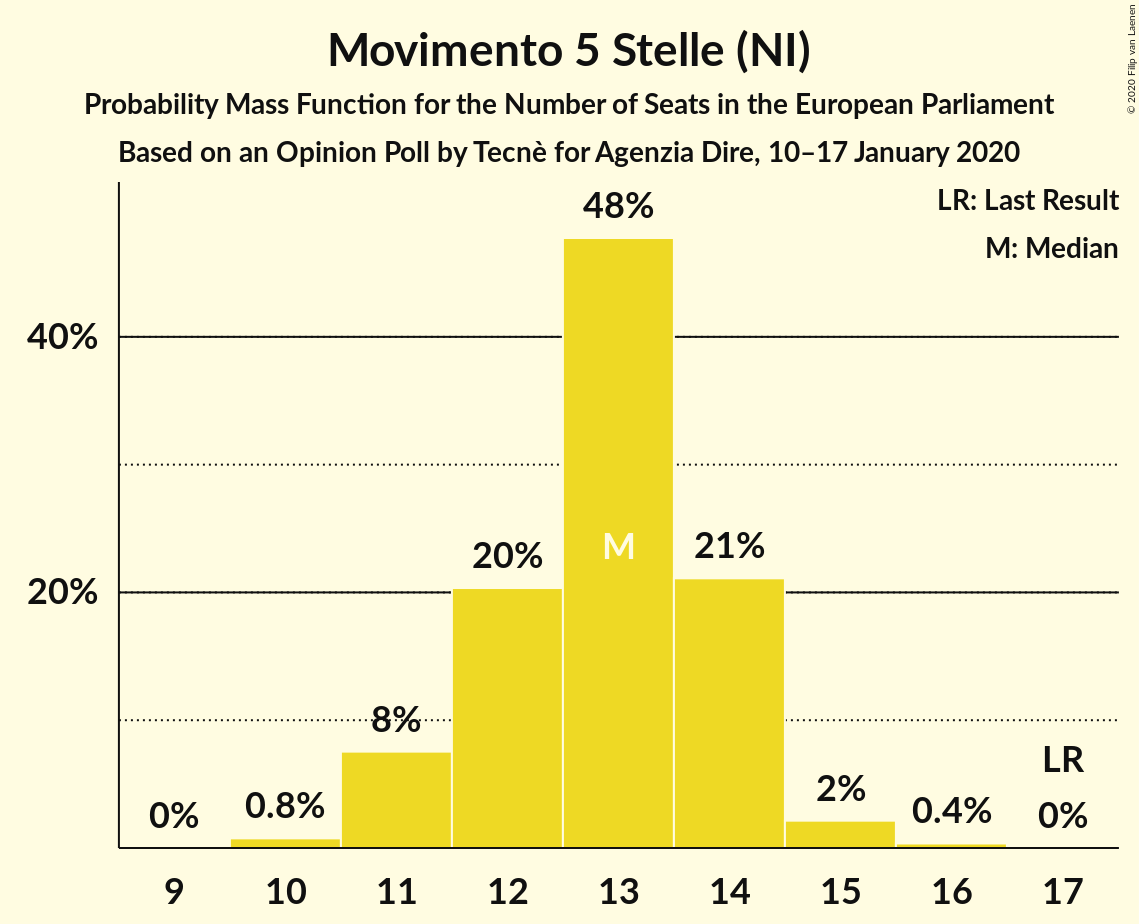 Movimento 5 Stelle (NI)
Probability Mass Function for the Number of Seats in the European Parliament
Based on an Opinion Poll by Tecnè for Agenzia Dire, 10–17 January 2020
© 2020 Filip van Laenen
LR: Last Result
M: Median
40%
20%
0%
0.8%
8%
20%
48%
M
21%
2%
0.4%
LR
0%
9 10 11 12 13 14 15 16 17